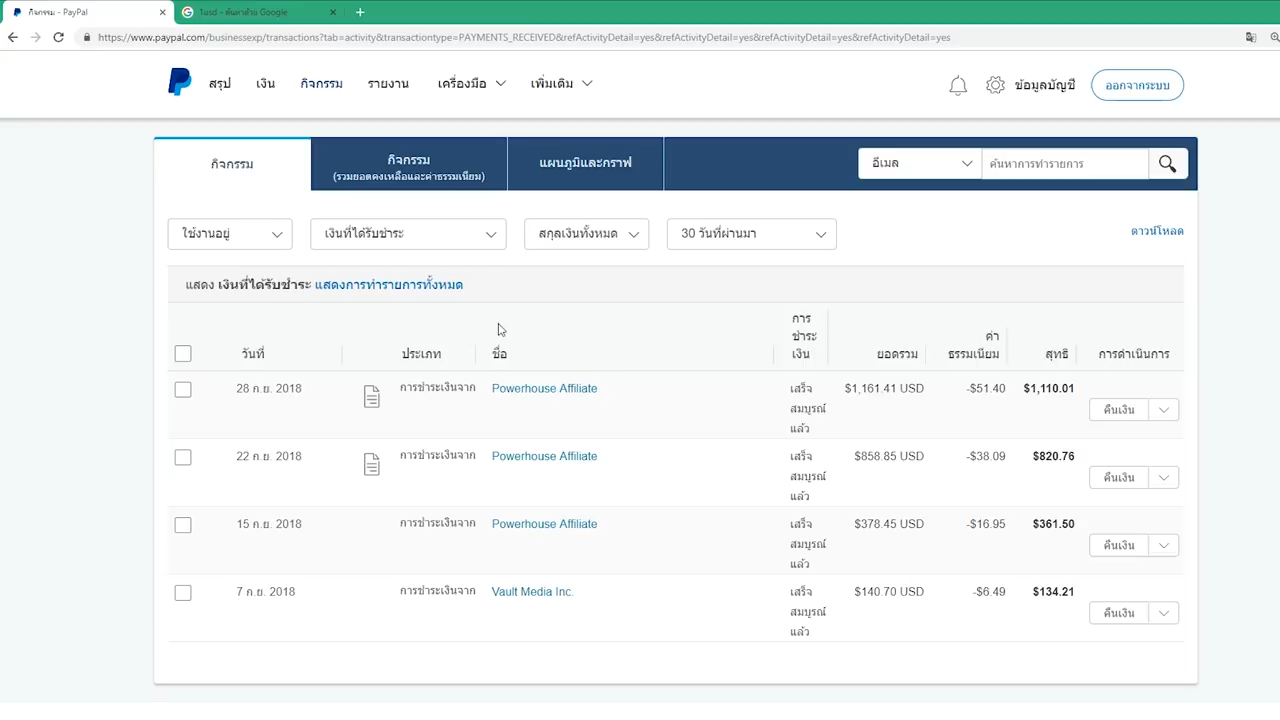 กิจกรรม - PayPal
1usd - ค้นหาด้วย Google
https://www.paypal.com/businessexp/transactions?tab=activity&transactiontype=PAYMENTS_RECEIVED&refActivityDetail=yes&refActivityDetail=yes&refActivityDetail=yes&refActivityDetail=yes
สรุป เงิน กิจกรรม รายงาน เครื่องมือ เพิ่มเติม ข้อมูลบัญชี ออกจากระบบ
กิจกรรม
กิจกรรม
(รวมยอดคงเหลือและค่าธรรมเนียม)
แผนภูมิและกราฟ
อีเมล ค้นหาการทำรายการ
ใช้งานอยู่ เงินที่ได้รับชำระ สกุลเงินทั้งหมด 30 วันที่ผ่านมา ดาวน์โหลด
แสดง เงินที่ได้รับชำระ แสดงการทำรายการทั้งหมด
วันที่ ประเภท ชื่อ
การ
ชำระ
เงิน
ยอดรวม
ค่า
ธรรมเนียม
สุทธิ การดำเนินการ
28 ก.ย. 2018 การชำระเงินจาก Powerhouse Affiliate
เสร็จ
สมบูรณ์
แล้ว
$1,161.41 USD -$51.40 $1,110.01
คืนเงิน
22 ก.ย. 2018 การชำระเงินจาก Powerhouse Affiliate
เสร็จ
สมบูรณ์
แล้ว
$858.85 USD -$38.09 $820.76
คืนเงิน
15 ก.ย. 2018 การชำระเงินจาก Powerhouse Affiliate
เสร็จ
สมบูรณ์
แล้ว
$378.45 USD -$16.95 $361.50
คืนเงิน
7 ก.ย. 2018 การชำระเงินจาก Vault Media Inc.
เสร็จ
สมบูรณ์
แล้ว
$140.70 USD -$6.49 $134.21
คืนเงิน